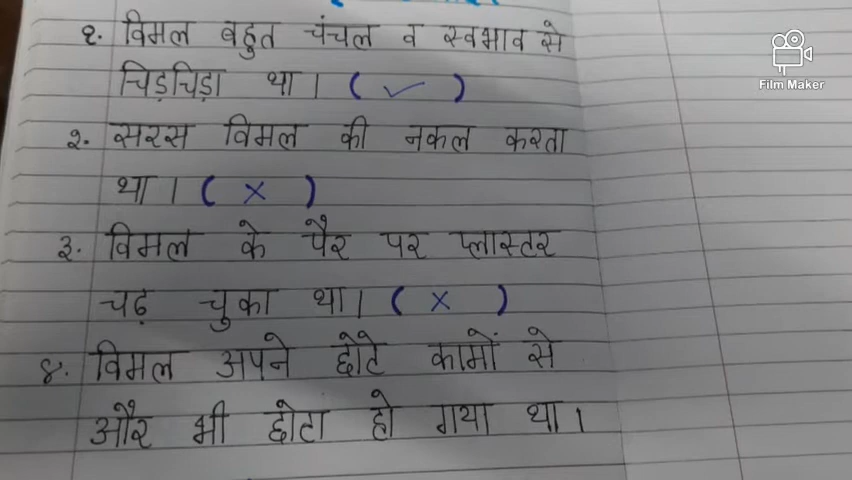 १. विमल बहुत चंचल व स्वभाव से
चिड़चिड़ा था। ( ✓ )
२. सरस विमल की नकल करता
था। ( × )
३. विमल के पैर पर प्लास्टर
चढ़ चुका था। ( × )
४. विमल अपने छोटे कामों से
और भी छोटा हो गया था।
Film Maker